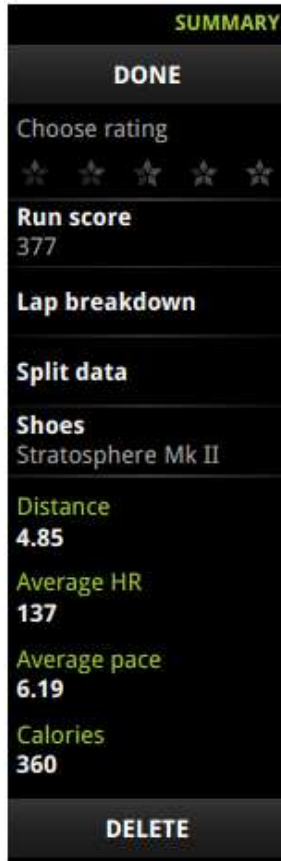 SUMMARY
DONE
Choose rating
Run score
377
Lap breakdown
Split data
Shoes
Stratosphere Mk II
Distance
4.85
Average HR
137
Average pace
6.19
Calories
360
DELETE